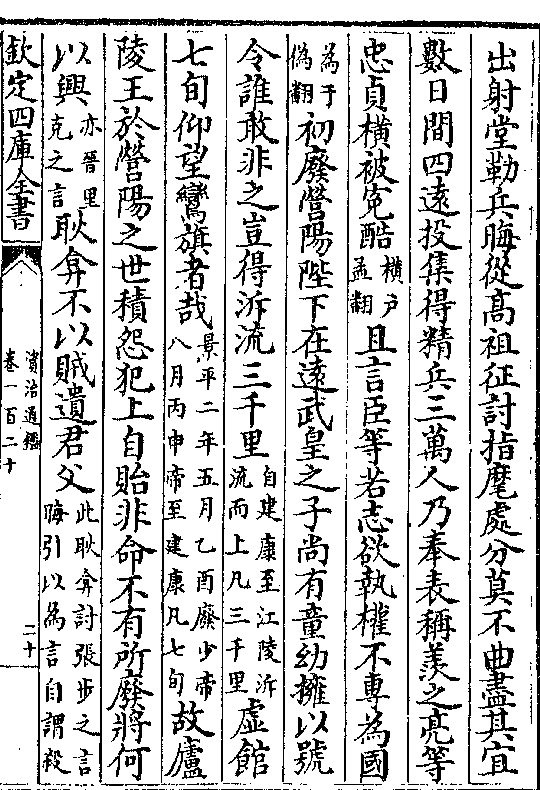 出射堂勒兵晦從髙祖征討指麾處分莫不曲盡其宜
數日間四逺投集得精兵三萬人乃奉表稱羡之亮等
忠貞横被寃酷横戶孟翻且言臣等若志欲執權不專為國
為于偽翻初廢營陽陛下在逺武皇之子尚有童幼擁以號
令誰敢非之豈得泝流三千里自建康至江陵泝流而上凡三千里虛館
七旬仰望鸞旗者哉景平二年五月乙酉廢少帝八月丙申帝至建康凡七旬故廬
陵王於營陽之世積怨犯上自貽非命不有所廢將何
以興亦晉里克之言耿弇不以賊遺君父此耿弇討張步之言晦引以為言自謂殺
欽定四庫全書
資治通鑑
卷一百二十
二十